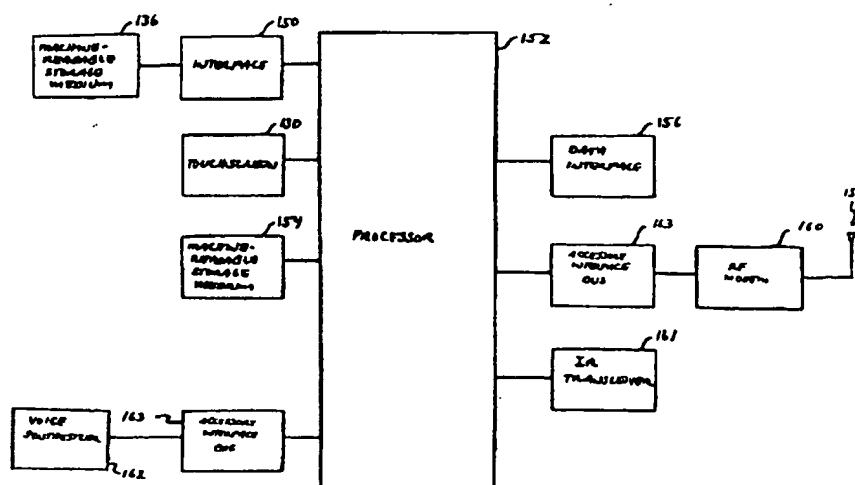 136
150
152
MACHINE-
READABLE
STORAGE
MEDIUM
INTERFACE
130
TOUCHSCREEN
156
DATA
INTERFACE
154
MACHINE-
READABLE
STORAGE
MEDIUM
PROCESSOR
163
ACCESSORY
INTERFACE
BUS
160
RF
MODEM
15
161
IR
TRANSCEIVER
VOICE
SYNTHESIZER
162
163
ACCESSORY
INTERFACE
BUS